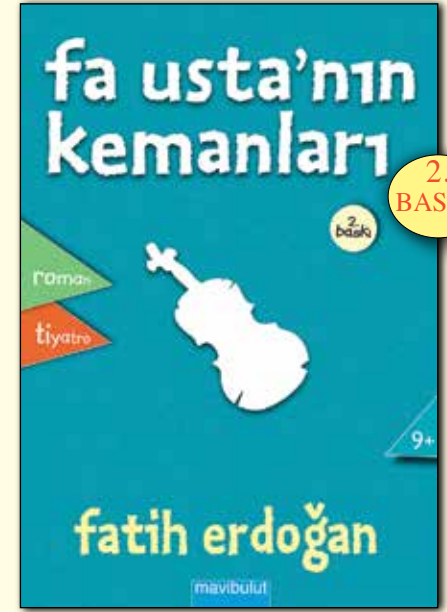 fa usta'nın
kemanları
2.
BAS
2.
baskı
roman
tiyatro
9+
fatih erdoğan
mavibulut